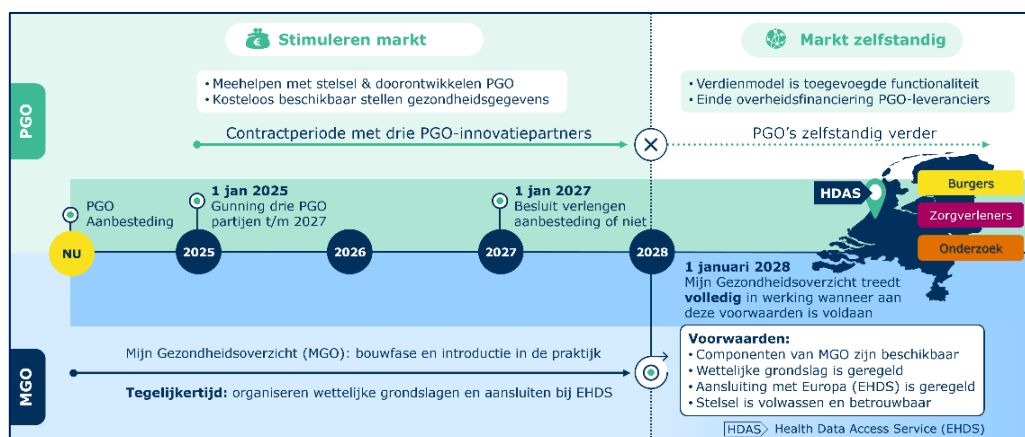 Stimuleren markt
Markt zelfstandig
• Meehelpen met stelsel & doorontwikkelen PGO
• Kosteloos beschikbaar stellen gezondheidsgegevens
• Verdienmodel is toegevoegde functionaliteit
• Einde overheidsfinanciering PGO-leveranciers
PGO
Contractperiode met drie PGO-innovatiepartners
PGO's zelfstandig verder
PGO
Aanbesteding
1 jan 2025
Gunning drie PGO
partijen t/m 2027
1 jan 2027
Besluit verlengen
aanbesteding of niet
HDAS
Burgers
Zorgverleners
Onderzoek
NU
2025
2026
2027
2028
1 januari 2028
Mijn Gezondheidsoverzicht treedt
volledig in werking wanneer aan
deze voorwaarden is voldaan
MGO
Mijn Gezondheidsoverzicht (MGO): bouwfase en introductie in de praktijk
Tegelijkertijd: organiseren wettelijke grondslagen en aansluiten bij EHDS
Voorwaarden:
• Componenten van MGO zijn beschikbaar
• Wettelijke grondslag is geregeld
• Aansluiting met Europa (EHDS) is geregeld
• Stelsel is volwassen en betrouwbaar
HDAS Health Data Access Service (EHDS)